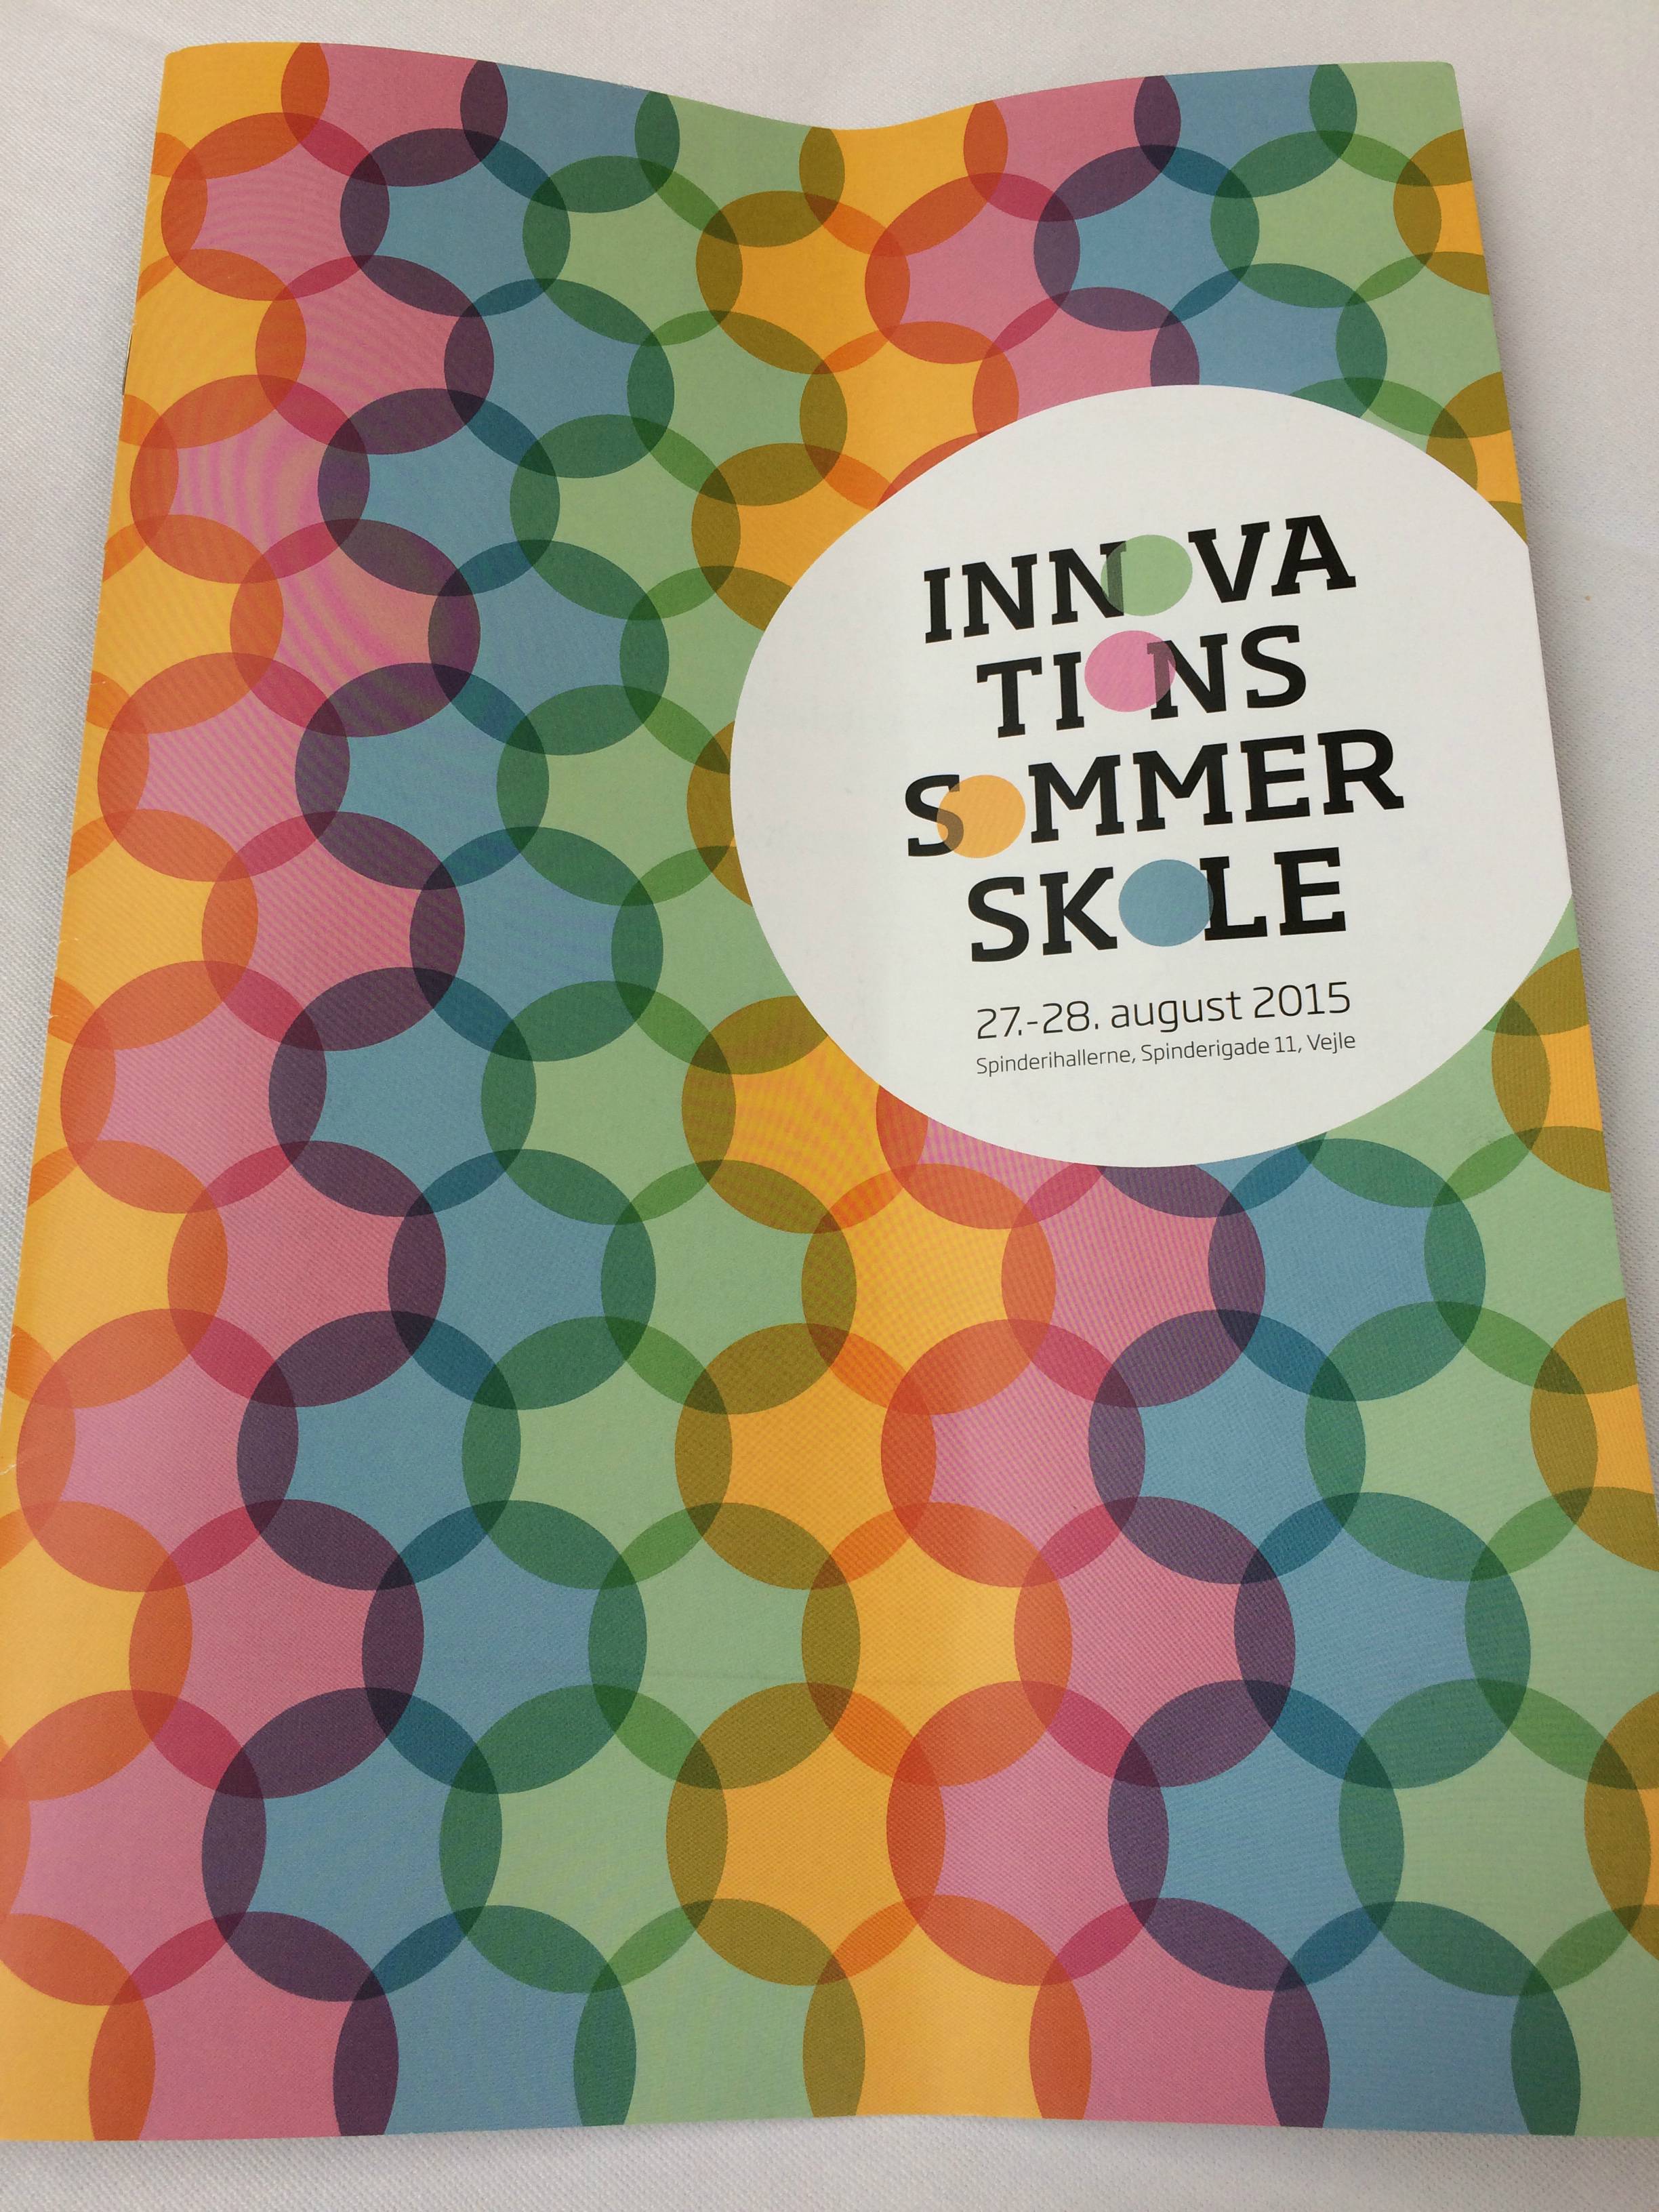 INNOVA
TIONS
SOMMER
SKOLE
27.-28. august 2015
Spinderihallerne, Spinderigade 11, Vejle